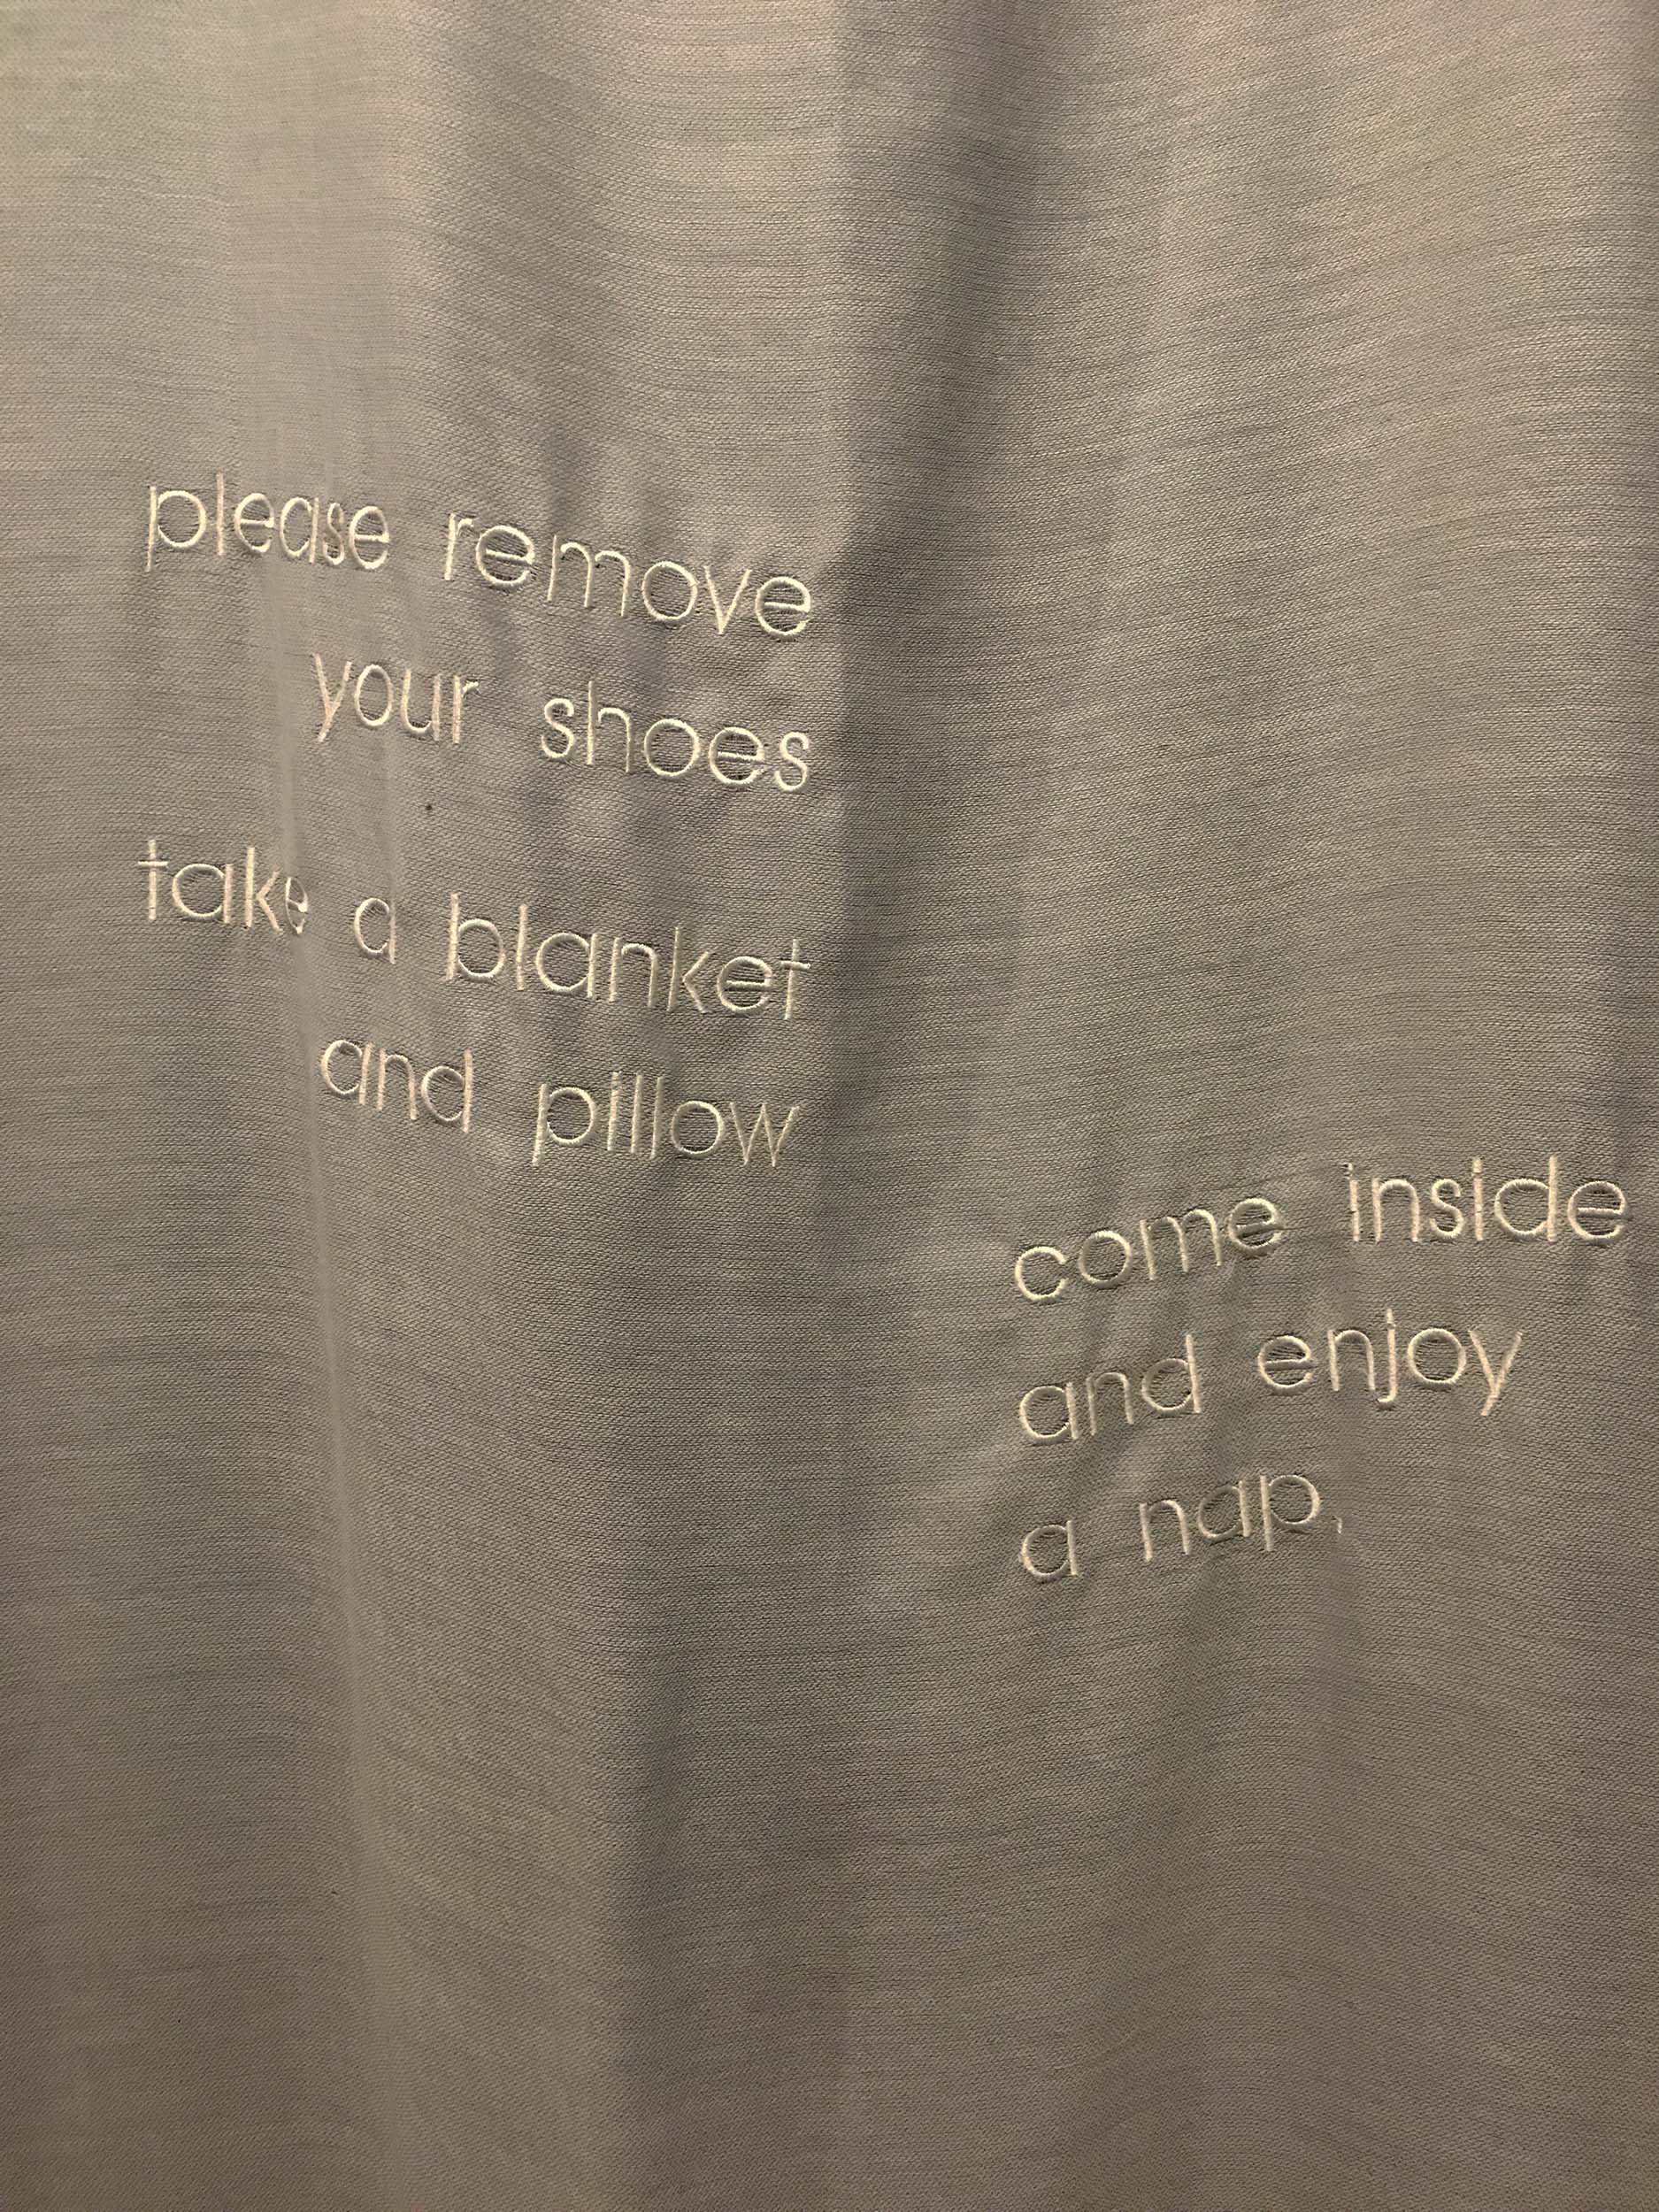 please remove
your shoes
take a blanket
and pillow
come inside
and enjoy
a nap.